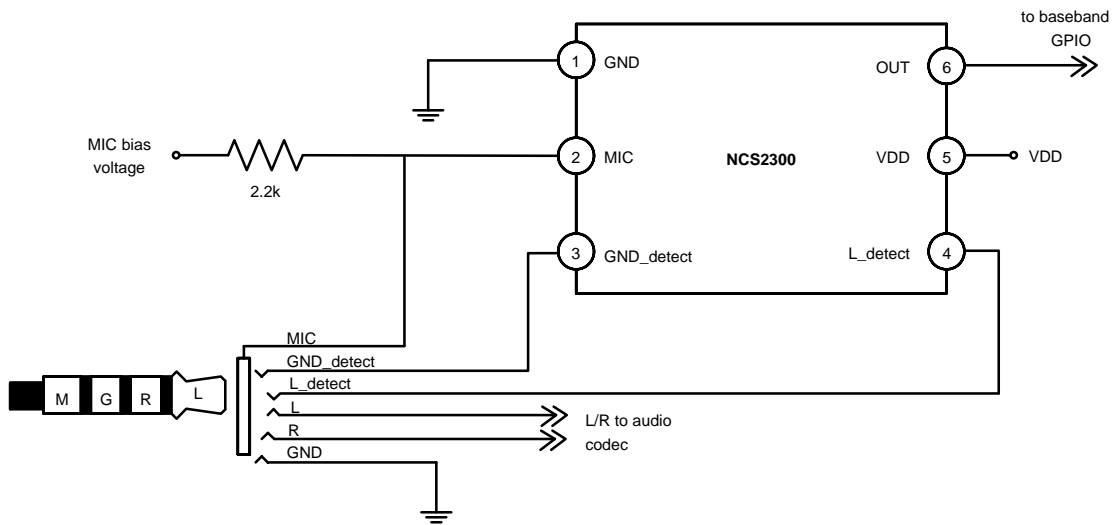 to baseband
GPIO
1
GND
OUT
6
MIC bias
voltage
2.2k
2
MIC
NCS2300
VDD
5
VDD
3
GND_detect
L_detect
4
MIC
GND_detect
L_detect
L
R
GND
M
G
R
L
L/R to audio
codec